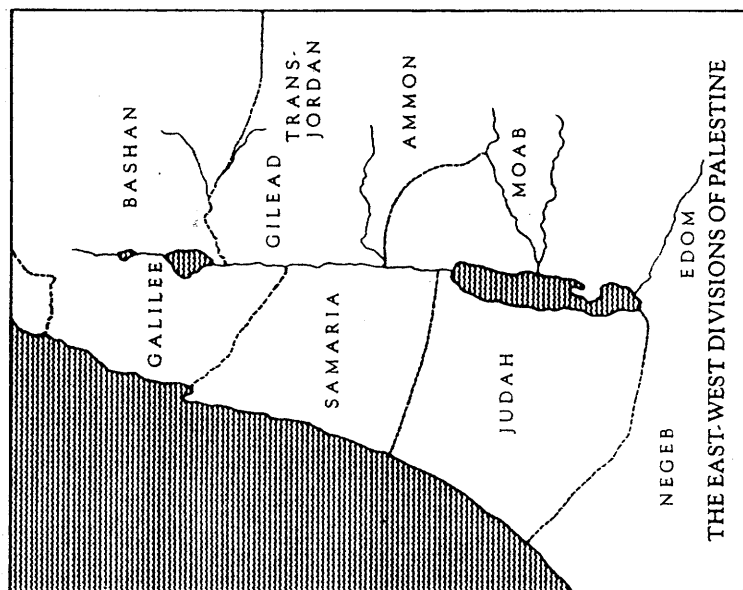 BASHAN
TRANS-
JORDAN
GILEAD
AMMON
MOAB
EDOM
GALILEE
SAMARIA
JUDAH
NEGEB
THE EAST-WEST DIVISIONS OF PALESTINE